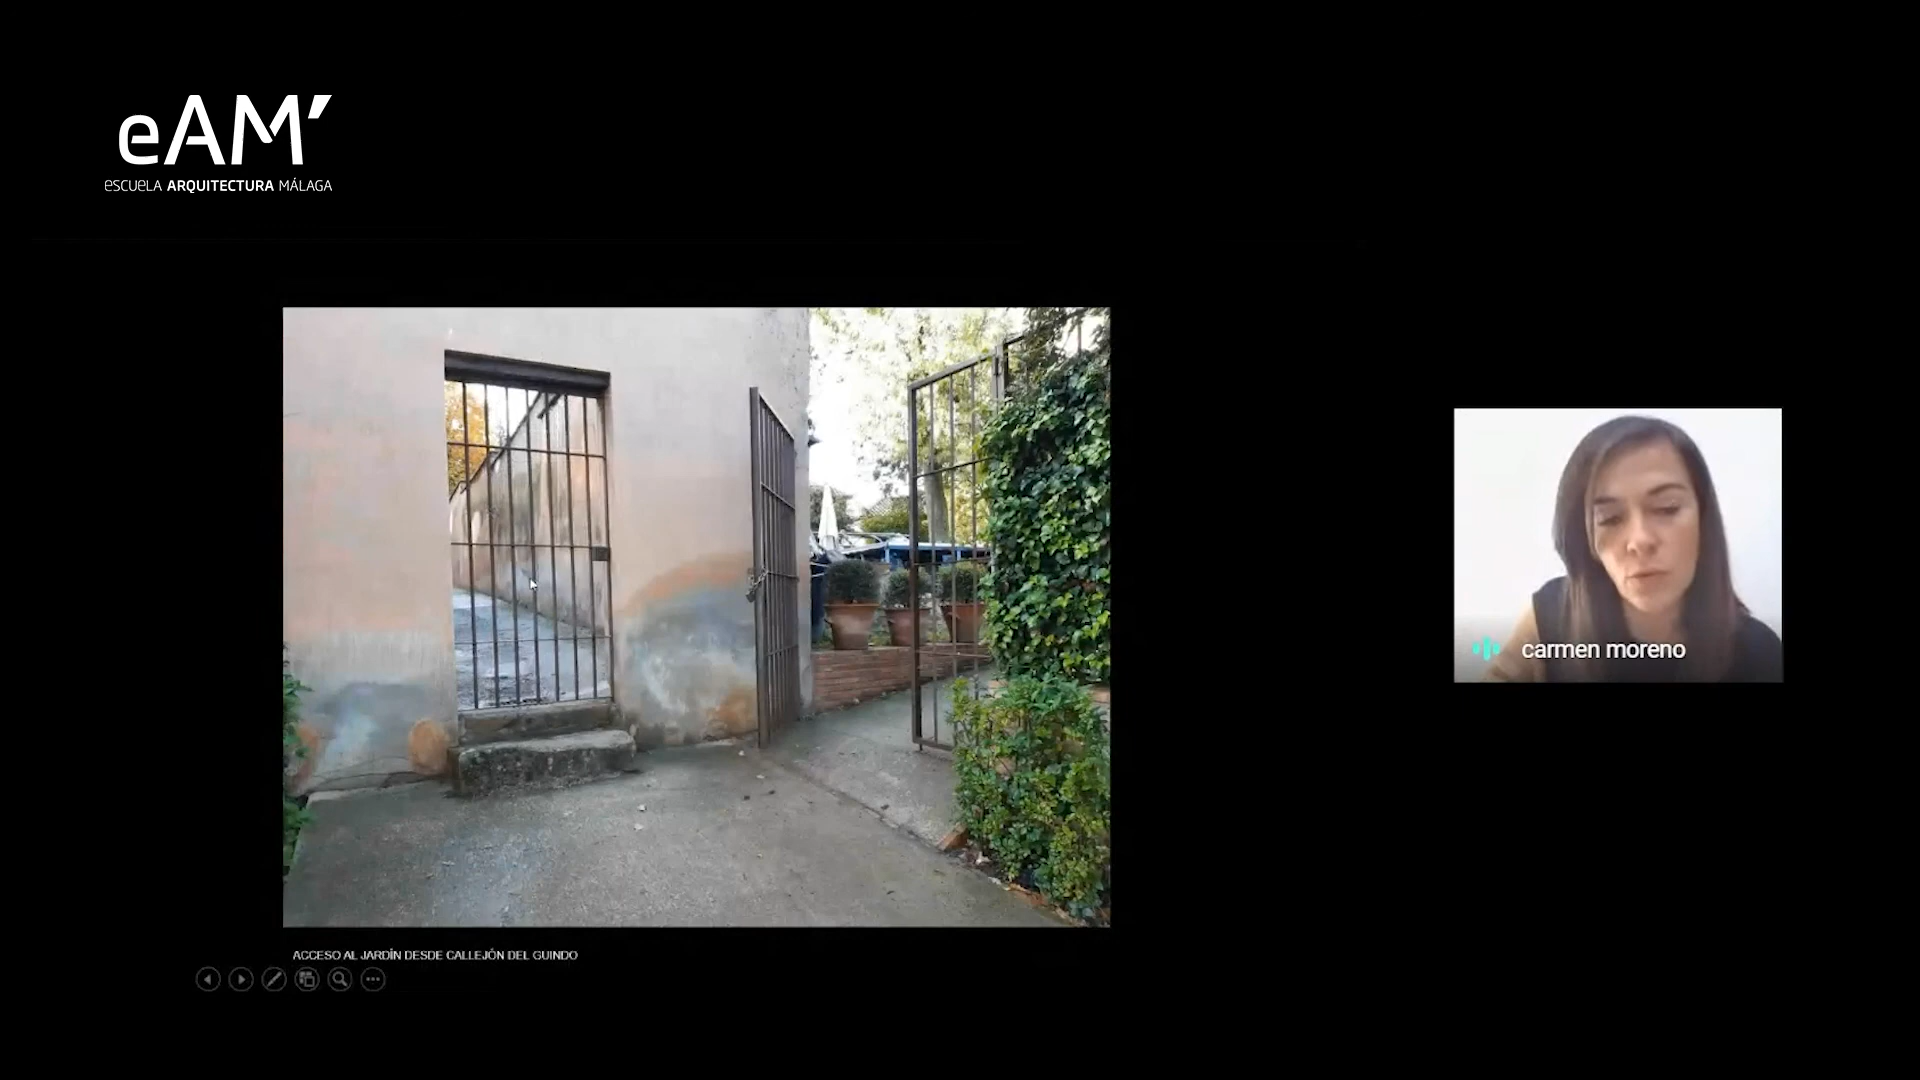 eAM'
escuela ARQUITECTURA MÁLAGA
carmen moreno
ACCESO AL JARDÍN DESDE CALLEJÓN DEL GUINDO